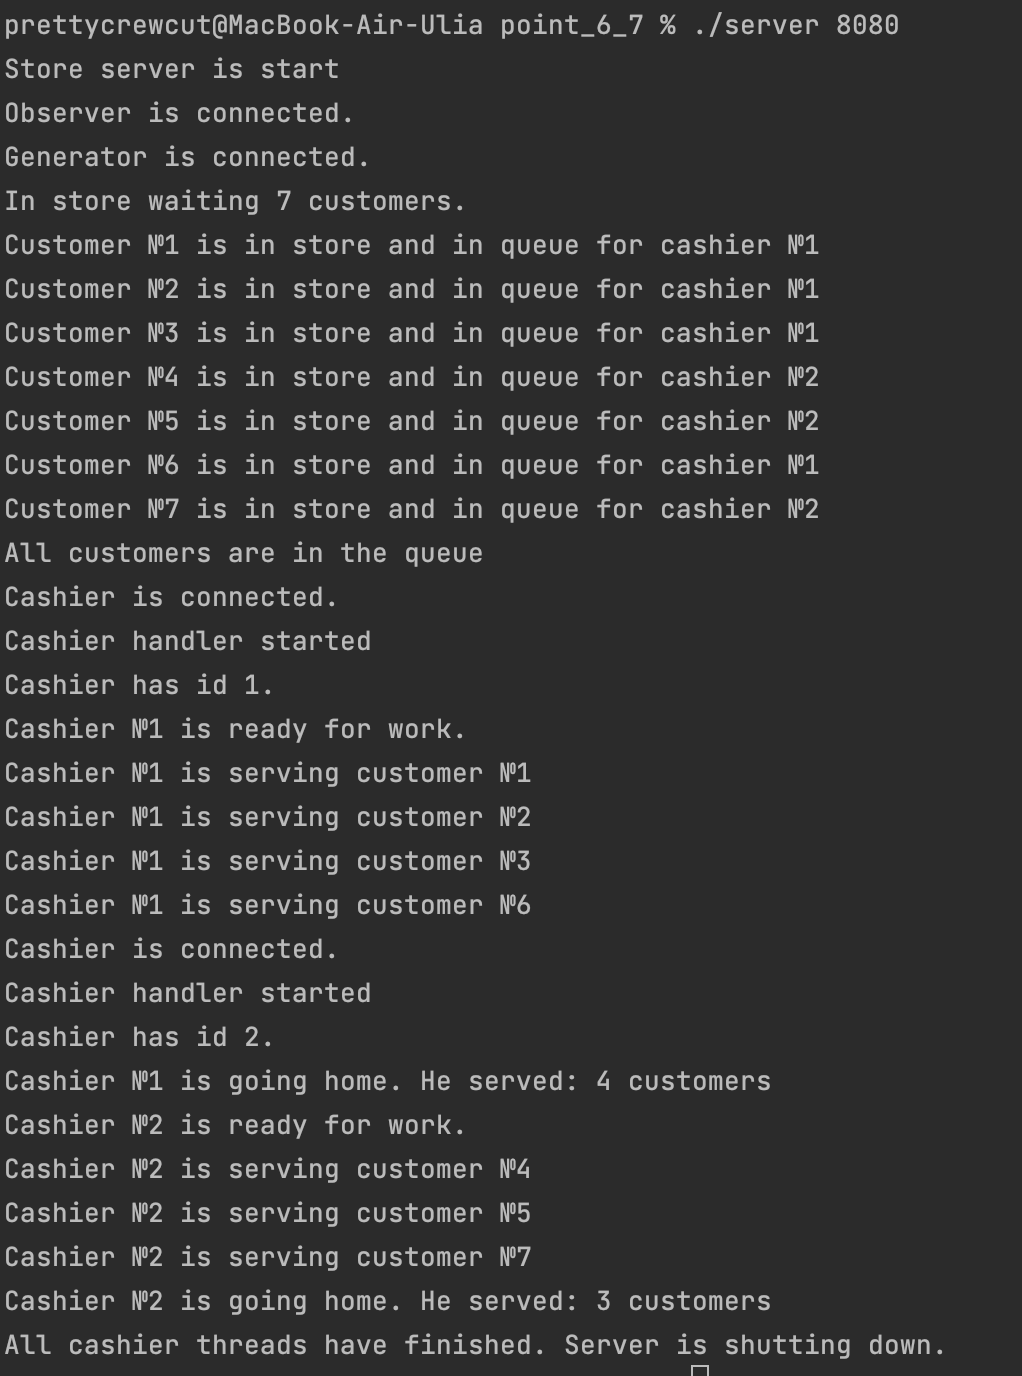 prettycrewcut@MacBook-Air-Ulia point_6_7 % ./server 8080
Store server is start
Observer is connected.
Generator is connected.
In store waiting 7 customers.
Customer №1 is in store and in queue for cashier №1
Customer №2 is in store and in queue for cashier №1
Customer №3 is in store and in queue for cashier №1
Customer №4 is in store and in queue for cashier №2
Customer №5 is in store and in queue for cashier №2
Customer №6 is in store and in queue for cashier №1
Customer №7 is in store and in queue for cashier №2
All customers are in the queue
Cashier is connected.
Cashier handler started
Cashier has id 1.
Cashier №1 is ready for work.
Cashier №1 is serving customer №1
Cashier №1 is serving customer №2
Cashier №1 is serving customer №3
Cashier №1 is serving customer №6
Cashier is connected.
Cashier handler started
Cashier has id 2.
Cashier №1 is going home. He served: 4 customers
Cashier №2 is ready for work.
Cashier №2 is serving customer №4
Cashier №2 is serving customer №5
Cashier №2 is serving customer №7
Cashier №2 is going home. He served: 3 customers
All cashier threads have finished. Server is shutting down.